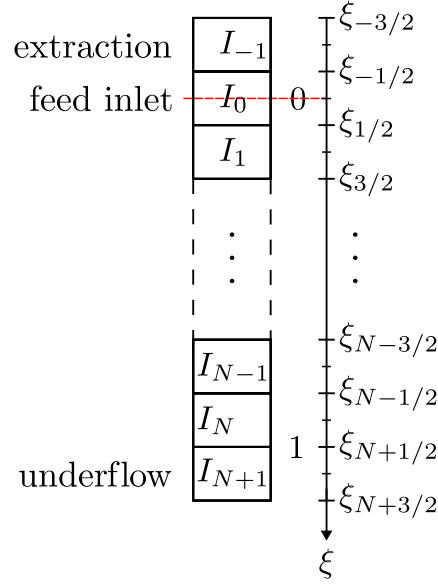 ξ_{-3/2}
extraction I_{-1}
ξ_{-1/2}
feed inlet I_0 0
ξ_{1/2}
I_1
ξ_{3/2}
ξ_{N-3/2}
I_{N-1}
ξ_{N-1/2}
I_N
1 ξ_{N+1/2}
underflow I_{N+1}
ξ_{N+3/2}
ξ